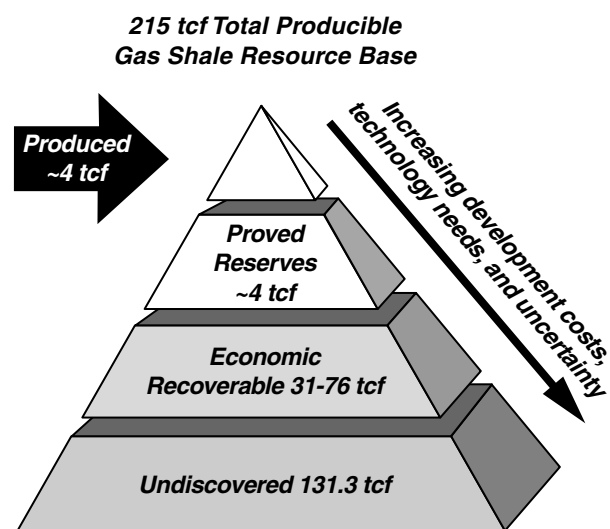 215 tcf Total Producible
Gas Shale Resource Base
Produced
~4 tcf
Increasing development costs,
technology needs, and uncertainty
Proved
Reserves
~4 tcf
Economic
Recoverable 31-76 tcf
Undiscovered 131.3 tcf